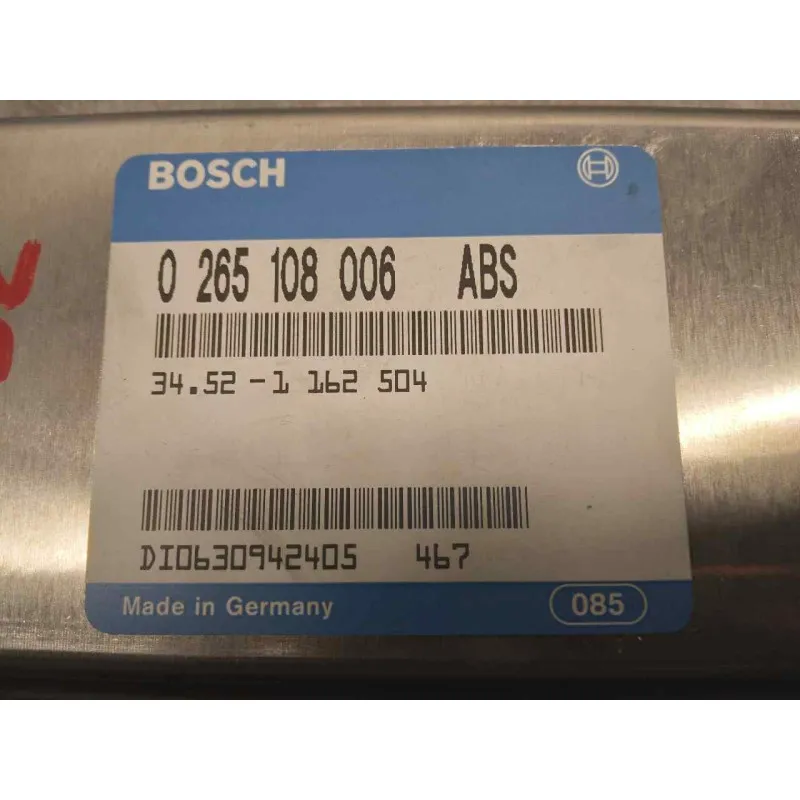 BOSCH
0 265 108 006 ABS
34.52-1 162 504
DI0630942405 467
Made in Germany 085